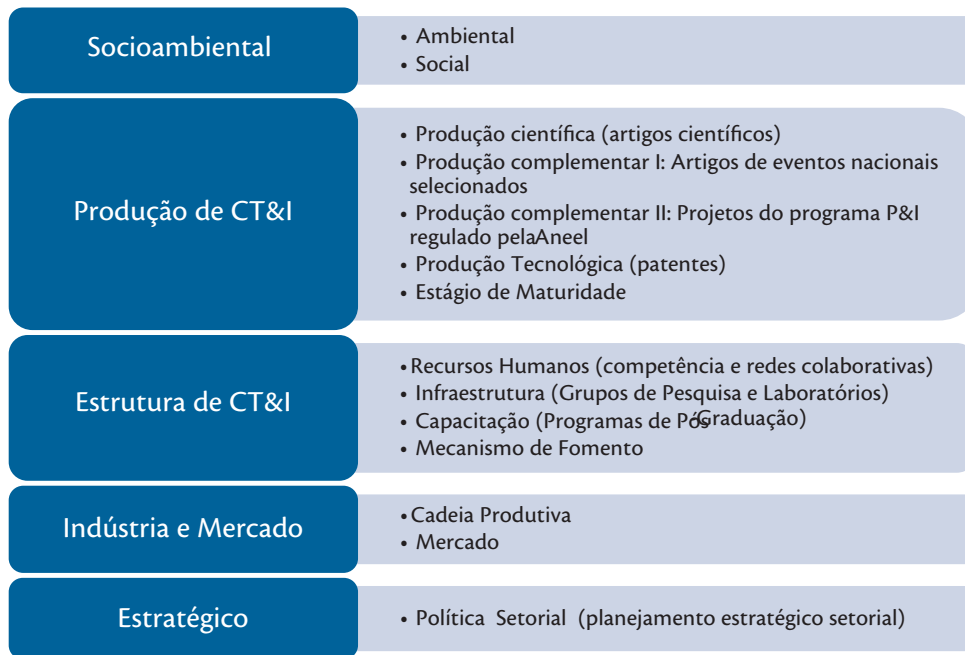 Socioambiental
• Ambiental
• Social
Produção de CT&I
• Produção científica (artigos científicos)
• Produção complementar I: Artigos de eventos nacionais
selecionados
• Produção complementar II: Projetos do programa P&I
regulado pelaAneel
• Produção Tecnológica (patentes)
• Estágio de Maturidade
Estrutura de CT&I
•Recursos Humanos (competência e redes colaborativas)
• Infraestrutura (Grupos de Pesquisa e Laboratórios)
• Capacitação (Programas de Pós-Graduação)
• Mecanismo de Fomento
Indústria e Mercado
•Cadeia Produtiva
• Mercado
Estratégico
• Política Setorial (planejamento estratégico setorial)